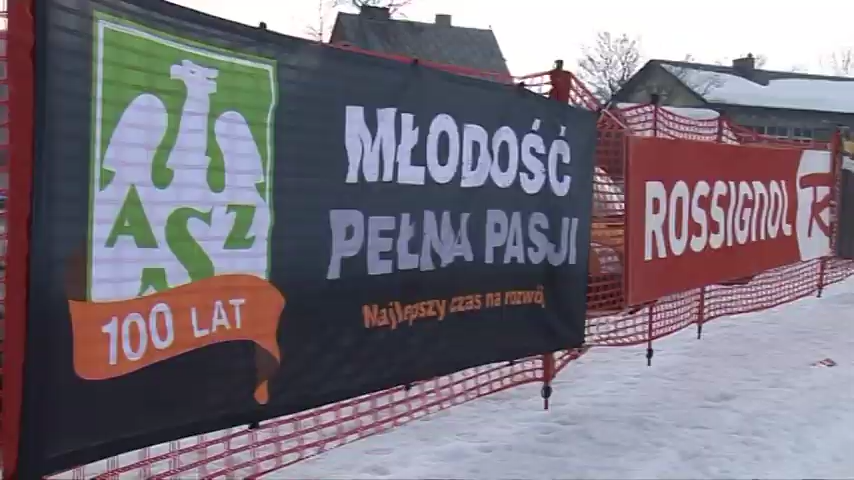 AZS
100 LAT
MŁODOŚĆ
PEŁNA PASJI
Najlepszy czas na rozwój
ROSSIGNOL